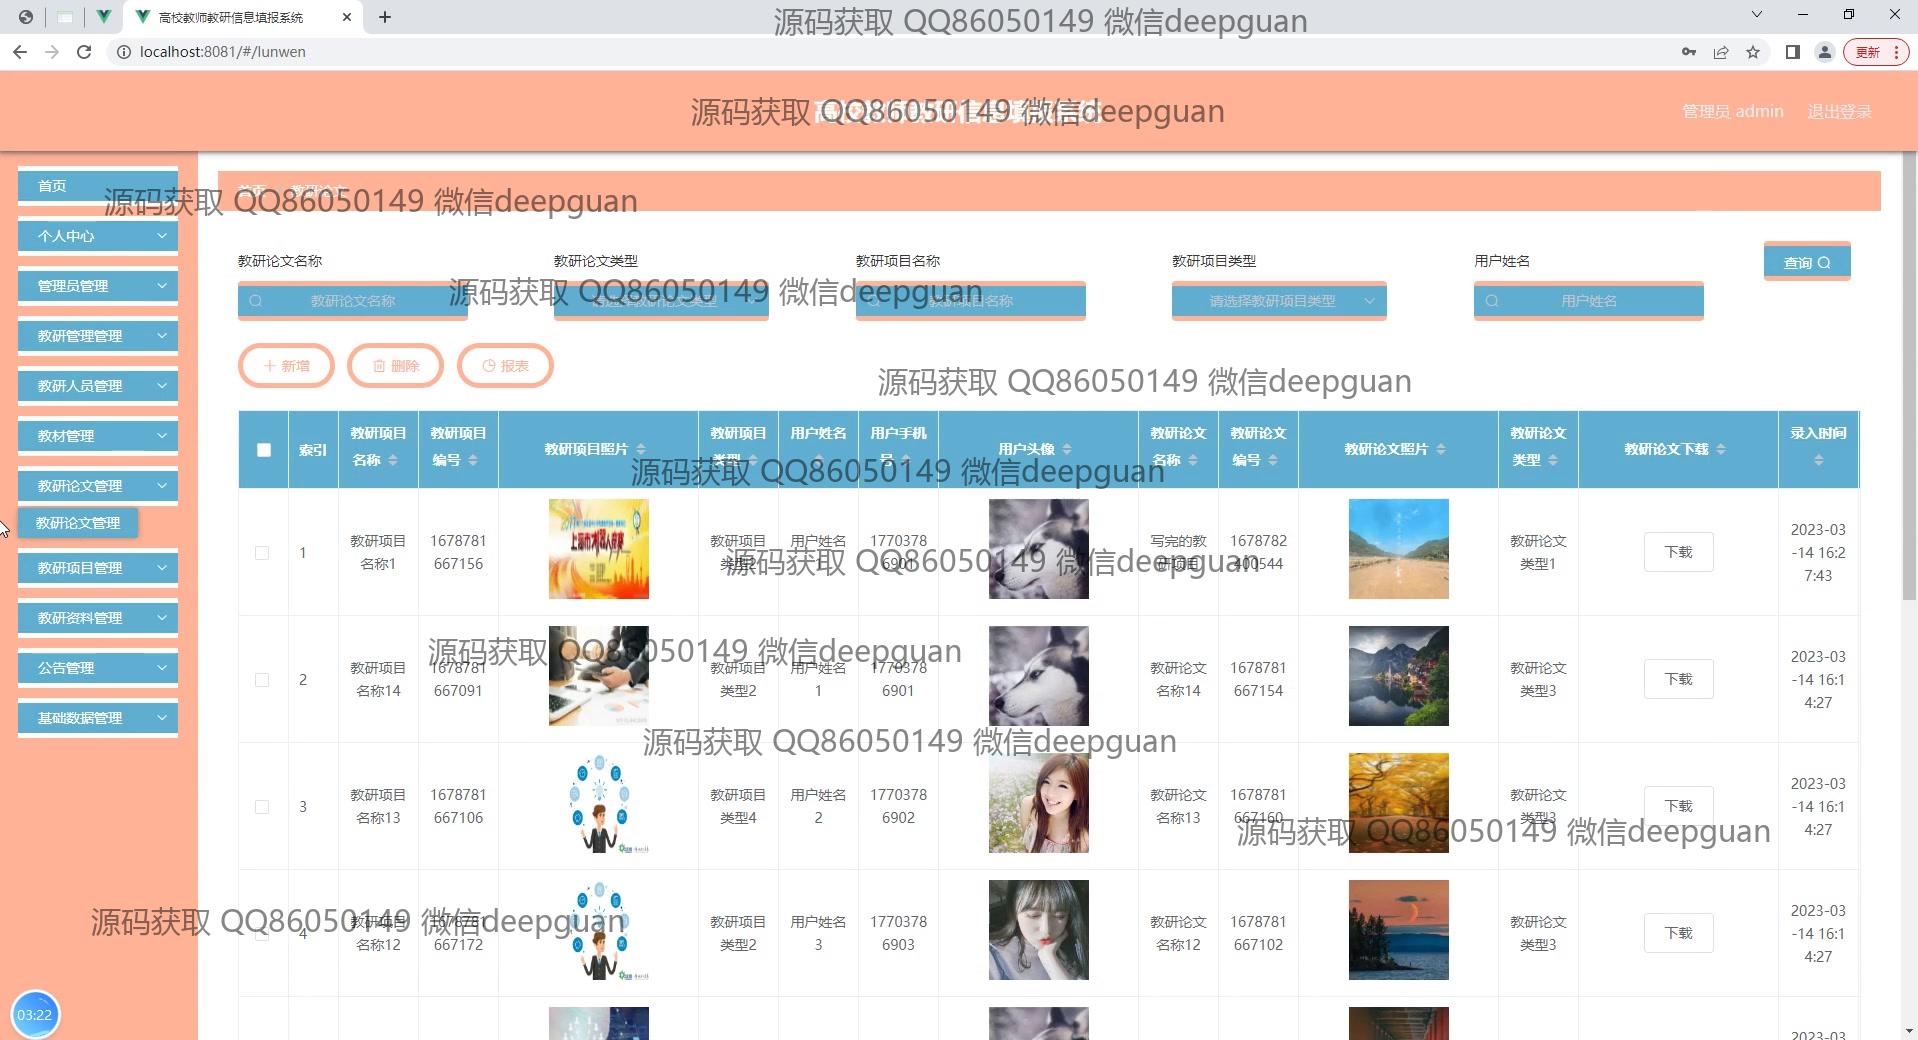 高校教师教研信息填报系统
源码获取 QQ86050149 微信deepguan
localhost:8081/#/lunwen
更新
源码获取 QQ86050149 微信deepguan
管理员 admin
退出登录
首页
源码获取 QQ86050149 微信deepguan
个人中心
管理员管理
教研管理管理
教研人员管理
教材管理
教研论文管理
教研论文管理
教研项目管理
教研资料管理
公告管理
基础数据管理
教研论文名称 教研论文类型 教研项目名称 教研项目类型 用户姓名
查询
教研论文名称 请选择教研论文类型 教研项目名称 请选择教研项目类型 用户姓名
源码获取 QQ86050149 微信deepguan
新增 删除 报表
源码获取 QQ86050149 微信deepguan
索引 教研项目名称 教研项目编号 教研项目照片 教研项目类型 用户姓名 用户手机号 用户头像 教研论文名称 教研论文编号 教研论文照片 教研论文类型 教研论文下载 录入时间
源码获取 QQ86050149 微信deepguan
1 教研项目名称1 1678781667156 教研项目类型2 用户姓名1 17703786901 写完的教研项目 1678782400544 教研论文类型1 下载 2023-03-14 16:27:43
源码获取 QQ86050149 微信deepguan
2 教研项目名称14 1678781667091 教研项目类型2 用户姓名1 17703786901 教研论文名称14 1678781667154 教研论文类型3 下载 2023-03-14 16:14:27
源码获取 QQ86050149 微信deepguan
源码获取 QQ86050149 微信deepguan
3 教研项目名称13 1678781667106 教研项目类型4 用户姓名2 17703786902 教研论文名称13 1678781667160 教研论文类型3 下载 2023-03-14 16:14:27
源码获取 QQ86050149 微信deepguan
4 教研项目名称12 1678781667172 教研项目类型2 用户姓名3 17703786903 教研论文名称12 1678781667102 教研论文类型3 下载 2023-03-14 16:14:27
源码获取 QQ86050149 微信deepguan
03:22
2023-03